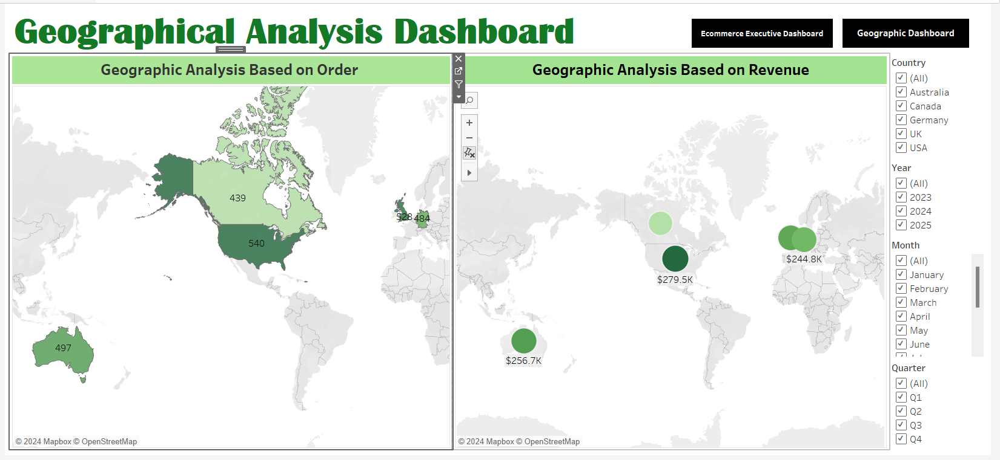 Geographical Analysis Dashboard
Ecommerce Executive Dashboard
Geographic Dashboard
Geographic Analysis Based on Order
439
528
484
540
497
© 2024 Mapbox © OpenStreetMap
Geographic Analysis Based on Revenue
$244.8K
$279.5K
$256.7K
© 2024 Mapbox © OpenStreetMap
Country
(All)
Australia
Canada
Germany
UK
USA
Year
(All)
2023
2024
2025
Month
(All)
January
February
March
April
May
June
Quarter
(All)
Q1
Q2
Q3
Q4